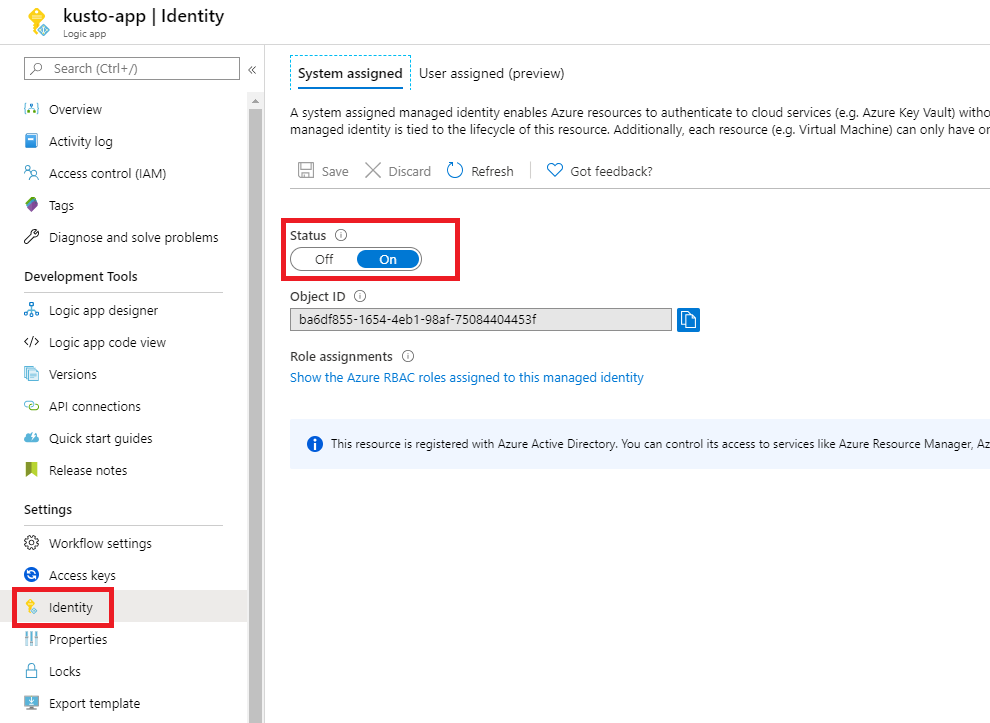 kusto-app | Identity
Logic app
Search (Ctrl+/)
«
Overview
Activity log
Access control (IAM)
Tags
Diagnose and solve problems
Development Tools
Logic app designer
Logic app code view
Versions
API connections
Quick start guides
Release notes
Settings
Workflow settings
Access keys
Identity
Properties
Locks
Export template
System assigned User assigned (preview)
A system assigned managed identity enables Azure resources to authenticate to cloud services (e.g. Azure Key Vault) witho
managed identity is tied to the lifecycle of this resource. Additionally, each resource (e.g. Virtual Machine) can only have or
Save Discard Refresh Got feedback?
Status
Off On
Object ID
ba6df855-1654-4eb1-98af-75084404453f
Role assignments
Show the Azure RBAC roles assigned to this managed identity
This resource is registered with Azure Active Directory. You can control its access to services like Azure Resource Manager, Az